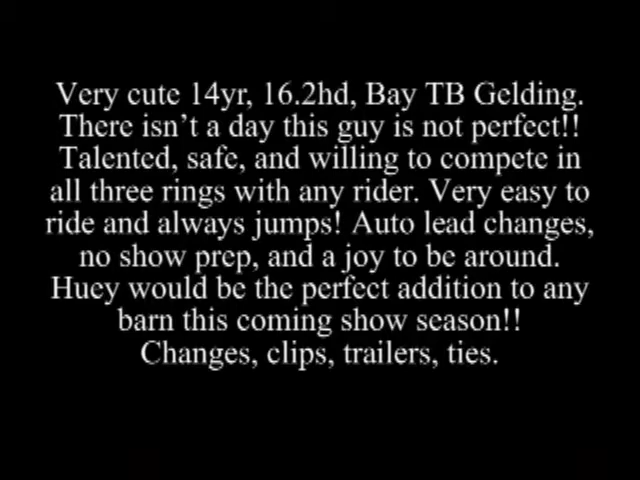 Very cute 14yr, 16.2hd, Bay TB Gelding.
There isn't a day this guy is not perfect!!
Talented, safe, and willing to compete in
all three rings with any rider. Very easy to
ride and always jumps! Auto lead changes,
no show prep, and a joy to be around.
Huey would be the perfect addition to any
barn this coming show season!!
Changes, clips, trailers, ties.